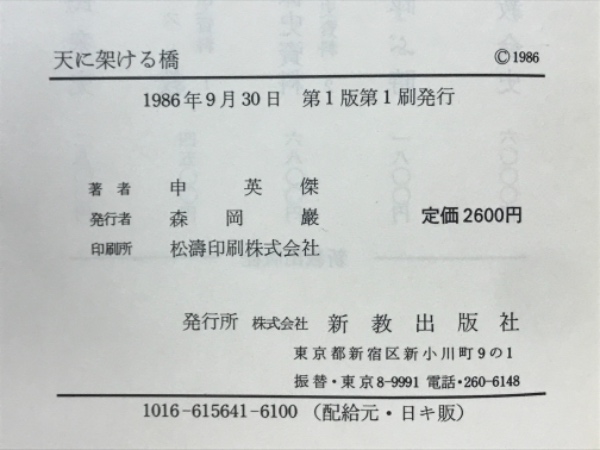 天に架ける橋 ©1986
1986年9月30日 第1版第1刷発行
著者 申英傑
発行者 森岡巖 定価2600円
印刷所 松濤印刷株式会社
発行所 株式会社 新教出版社
東京都新宿区新小川町9の1
振替・東京8-9991 電話・260-6148
1016-615641-6100 (配給元・日キ販)